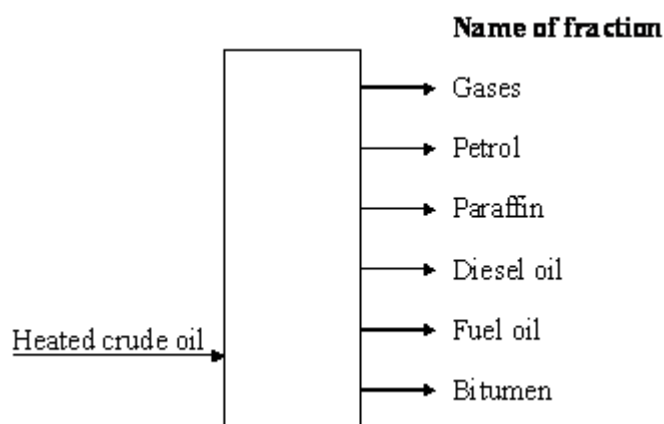 Name of fraction
Gases
Petrol
Paraffin
Diesel oil
Fuel oil
Heated crude oil
Bitumen